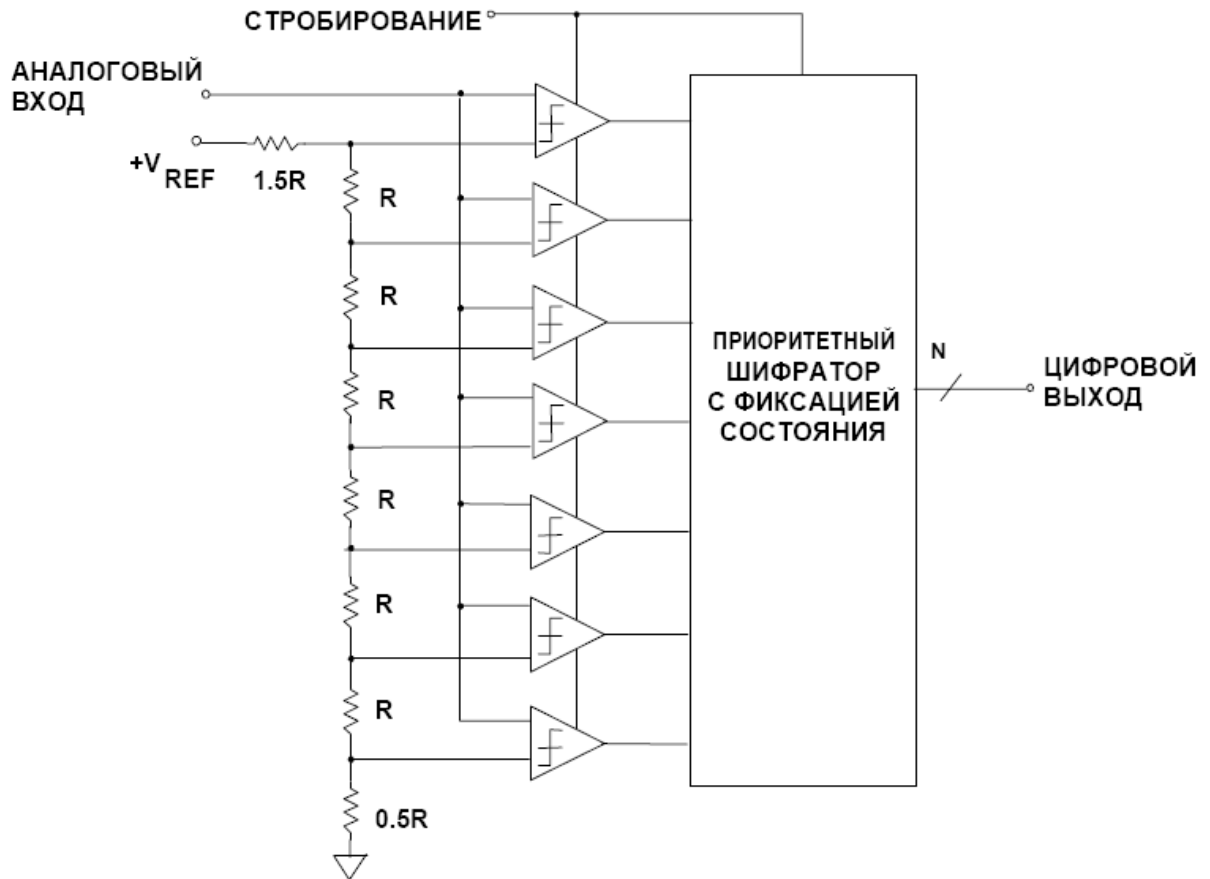 СТРОБИРОВАНИЕ
АНАЛОГОВЫЙ
ВХОД
+V REF
1.5R
R
R
R
R
R
R
0.5R
ПРИОРИТЕТНЫЙ
ШИФРАТОР
С ФИКСАЦИЕЙ
СОСТОЯНИЯ
N
ЦИФРОВОЙ
ВЫХОД